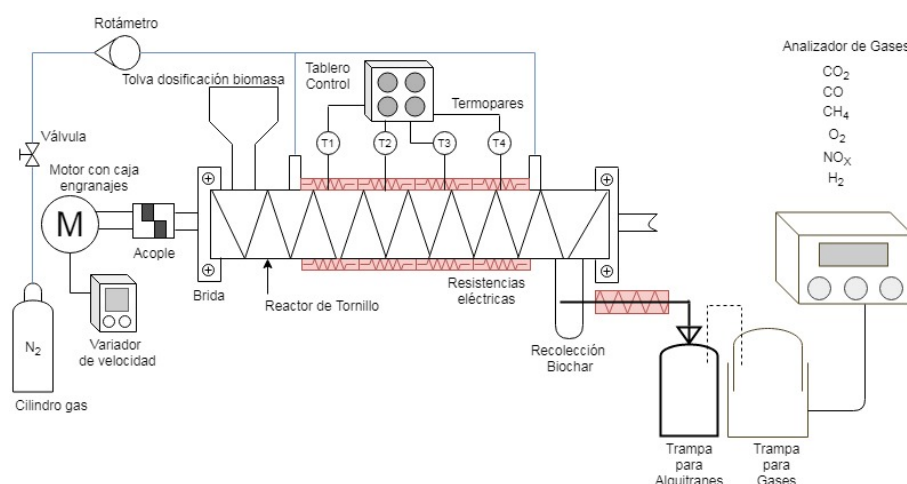 Rotámetro
Tolva dosificación biomasa
Tablero
Control
Termopares
T1
T2
T3
T4
Válvula
Motor con caja
engranajes
M
Acople
Brida
Reactor de Tornillo
Resistencias
eléctricas
N2
Variador
de velocidad
Cilindro gas
Recolección
Biochar
Trampa
para
Alquitranes
Trampa
para
Gases
Analizador de Gases
CO2
CO
CH4
O2
NOX
H2